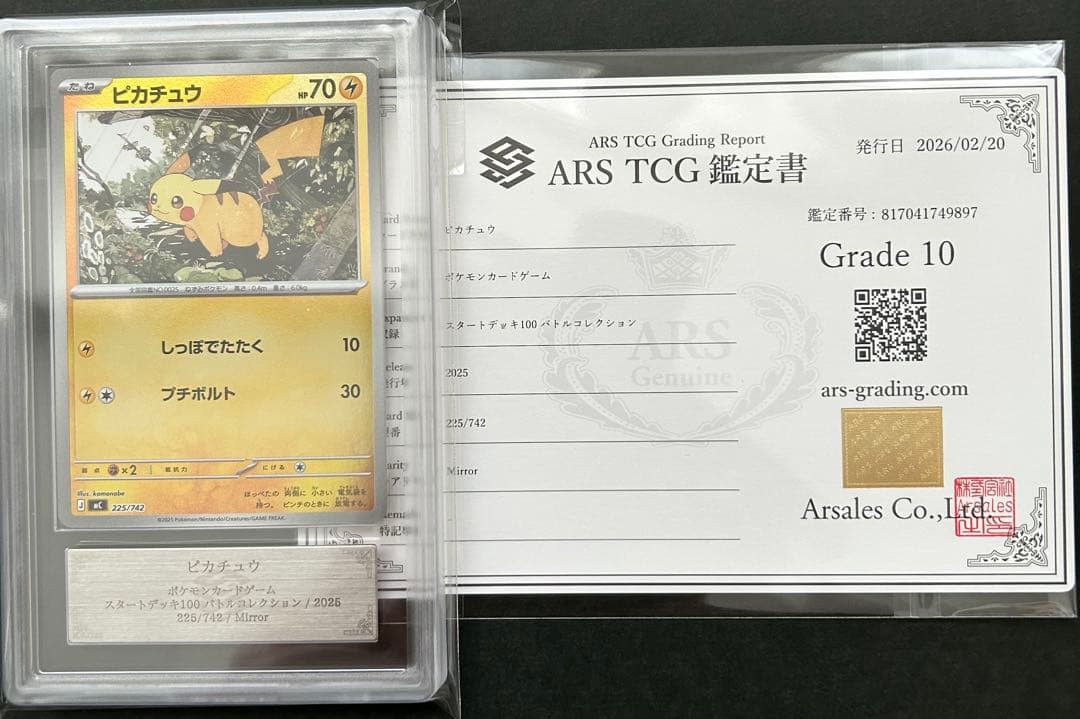 たね
ピカチュウ
HP70
全国図鑑NO.0025 ねずみポケモン 高さ:0.4m 重さ:6.0kg
しっぽでたたく 10
プチボルト 30
弱点 ×2 抵抗力 にげる
Illus. kamonabe
ほっぺたの 両側に 小さい 電気袋を
持つ。ピンチのときに 放電する。
J MC 225/742
©2025 Pokémon/Nintendo/Creatures/GAME FREAK.
ピカチュウ
ポケモンカードゲーム
スタートデッキ100 バトルコレクション / 2025
225/742 / Mirror
ARS TCG Grading Report
ARS TCG 鑑定書
発行日 2026/02/20
鑑定番号 : 817041749897
Grade 10
ars-grading.com
Arsales Co.,Ltd.
ピカチュウ
ポケモンカードゲーム
スタートデッキ100 バトルコレクション
2025
225/742
Mirror
ARS
Genuine